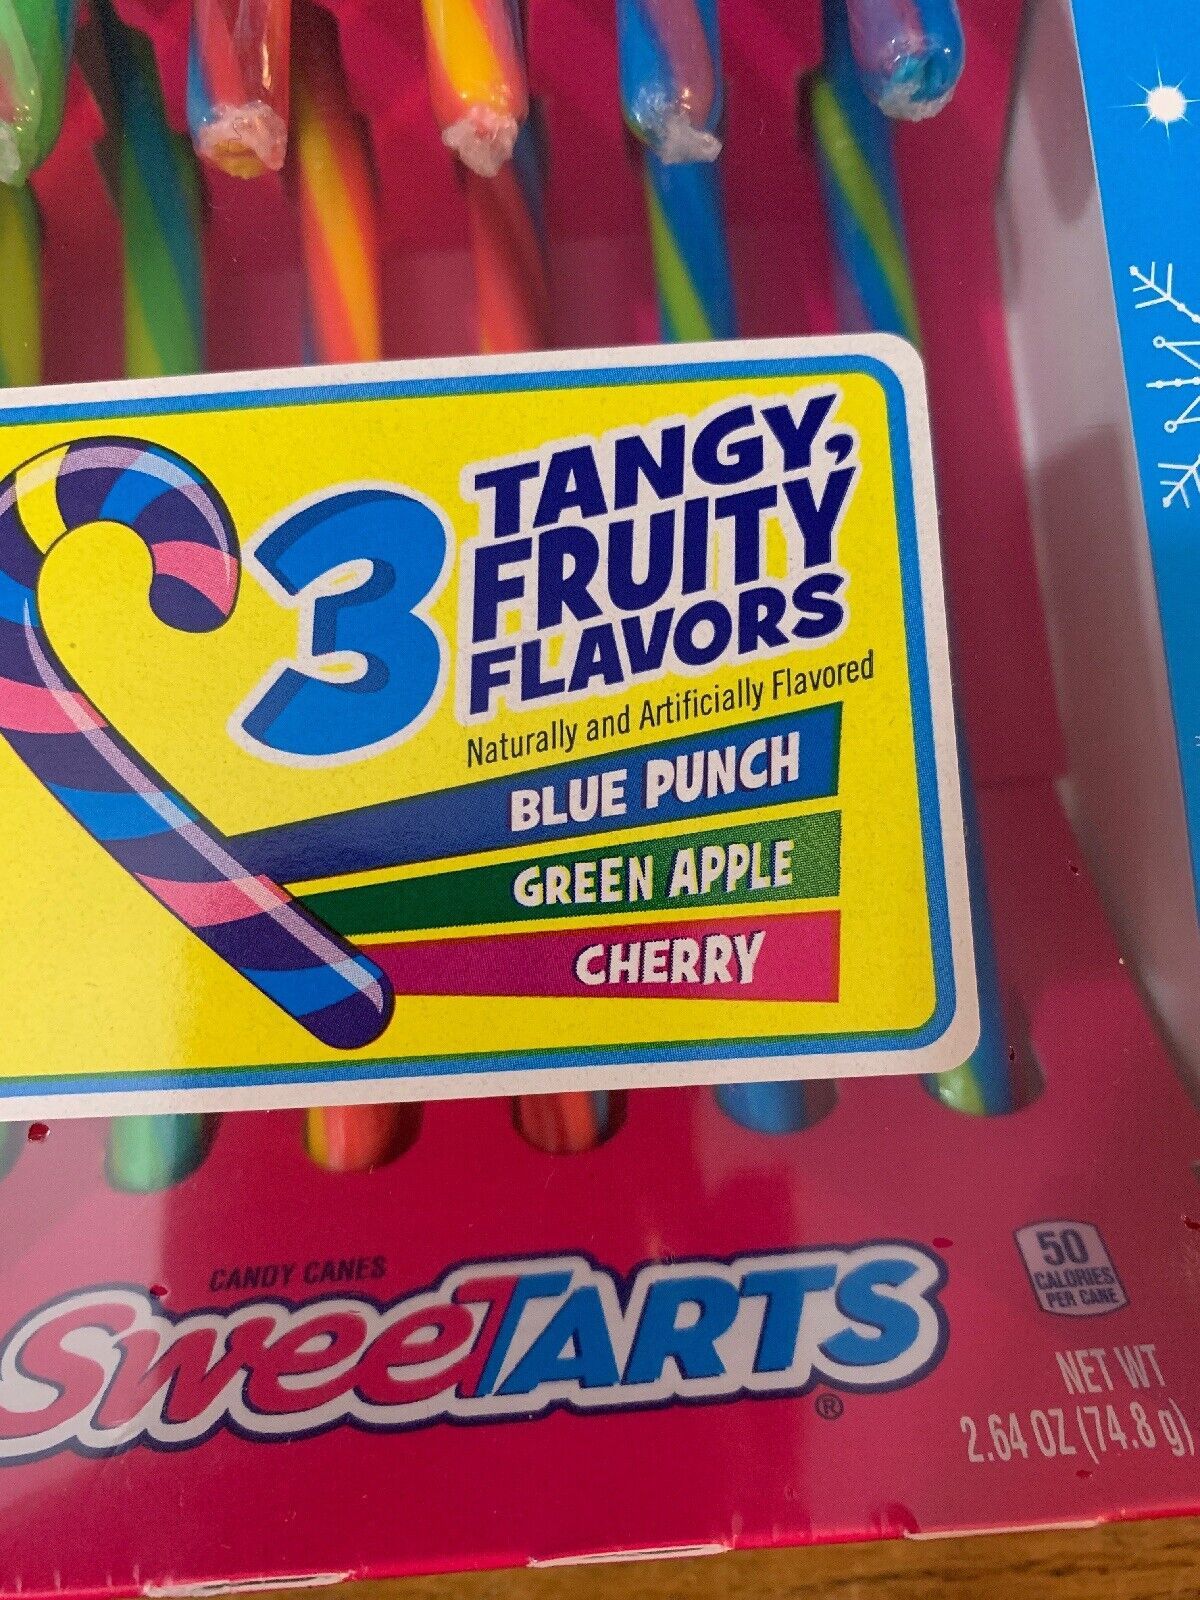 3 TANGY,
FRUITY
FLAVORS
Naturally and Artificially Flavored
BLUE PUNCH
GREEN APPLE
CHERRY
CANDY CANES
SweeTARTS®
50
CALORIES
PER CANE
NET WT
2.64 OZ (74.8 g)